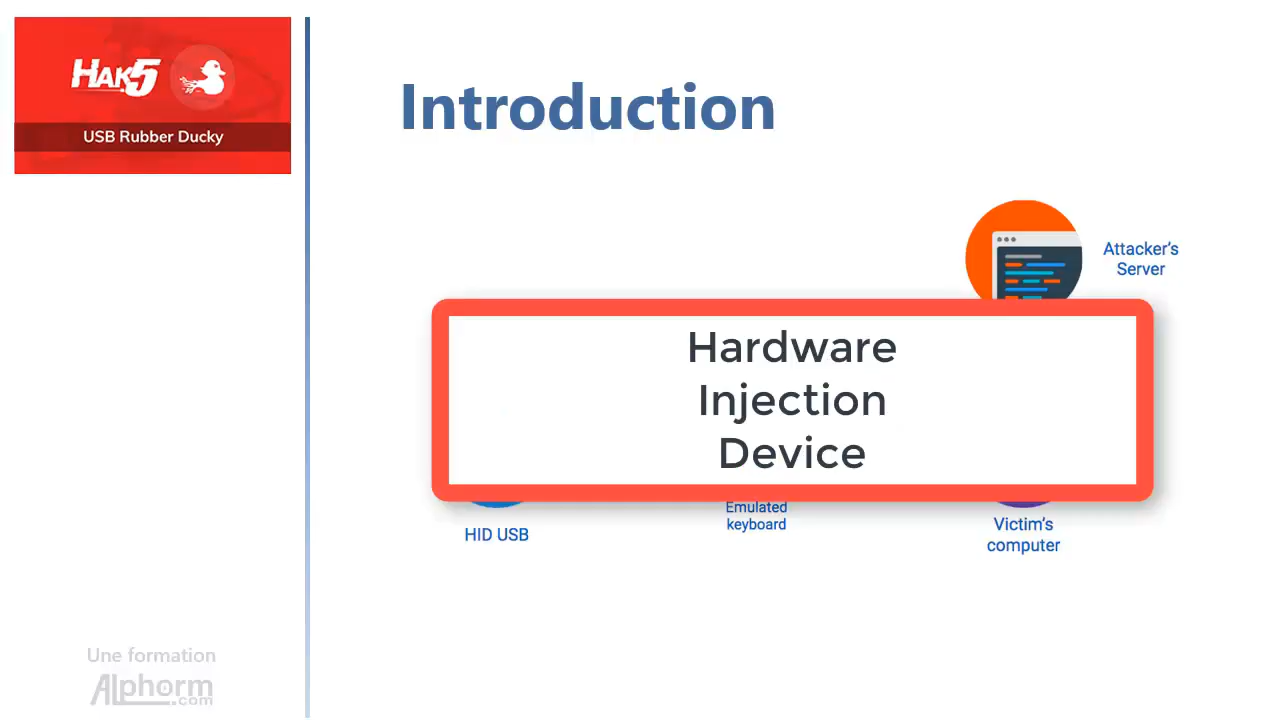 HAK5
USB Rubber Ducky
Introduction
Attacker's
Server
Hardware
Injection
Device
Emulated
keyboard
HID USB
Victim's
computer
Une formation
Alphorm
.com